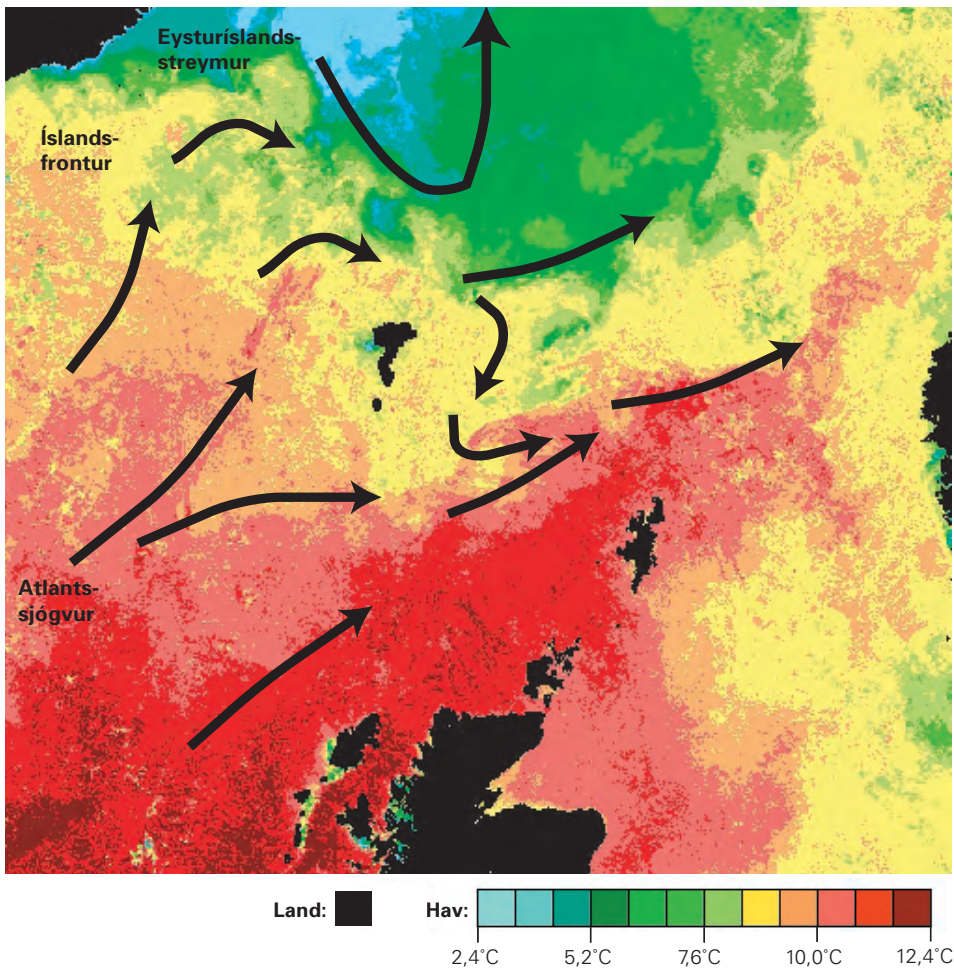 Eysturíslands-
streymur
Íslands-
frontur
Atlants-
sjógvur
Land:
Hav:
2,4°C 5,2°C 7,6°C 10,0°C 12,4°C